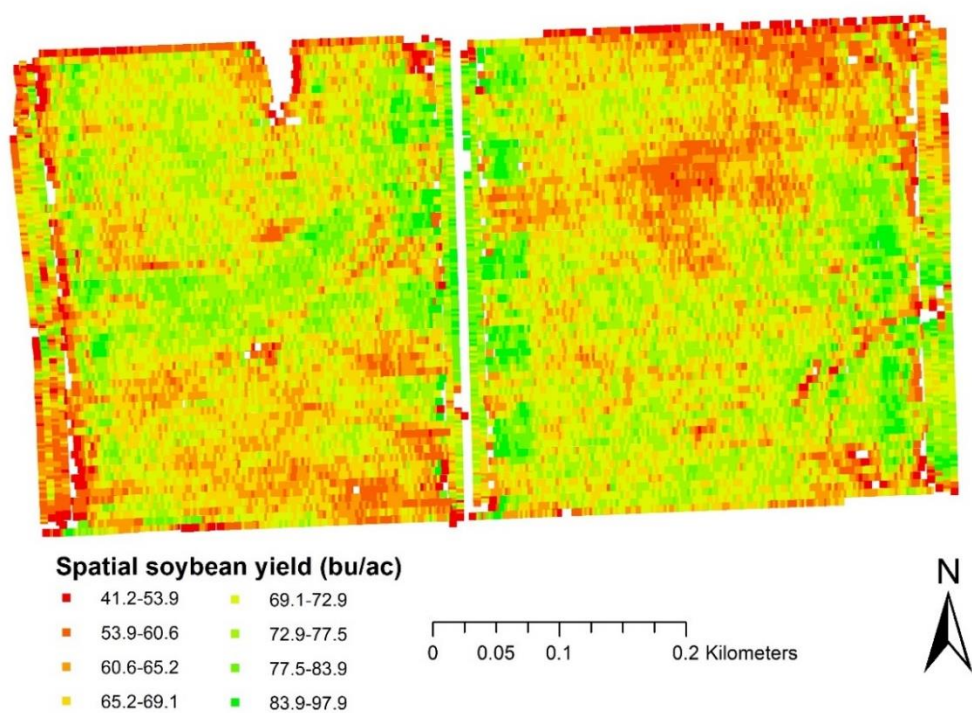 Spatial soybean yield (bu/ac)
41.2-53.9
53.9-60.6
60.6-65.2
65.2-69.1
69.1-72.9
72.9-77.5
77.5-83.9
83.9-97.9
0 0.05 0.1 0.2 Kilometers
N